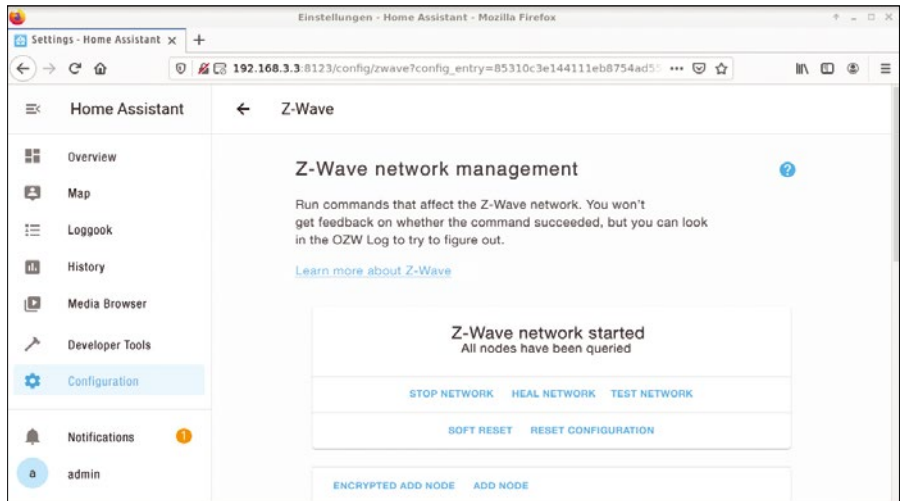 Einstellungen - Home Assistant - Mozilla Firefox
Settings - Home Assistant
192.168.3.3:8123/config/zwave?config_entry=85310c3e144111eb8754ad55
Home Assistant
Z-Wave
Overview
Map
Loggook
History
Media Browser
Developer Tools
Configuration
Notifications
1
a
admin
Z-Wave network management
?
Run commands that affect the Z-Wave network. You won't
get feedback on whether the command succeeded, but you can look
in the OZW Log to try to figure out.
Learn more about Z-Wave
Z-Wave network started
All nodes have been queried
STOP NETWORK HEAL NETWORK TEST NETWORK
SOFT RESET RESET CONFIGURATION
ENCRYPTED ADD NODE ADD NODE